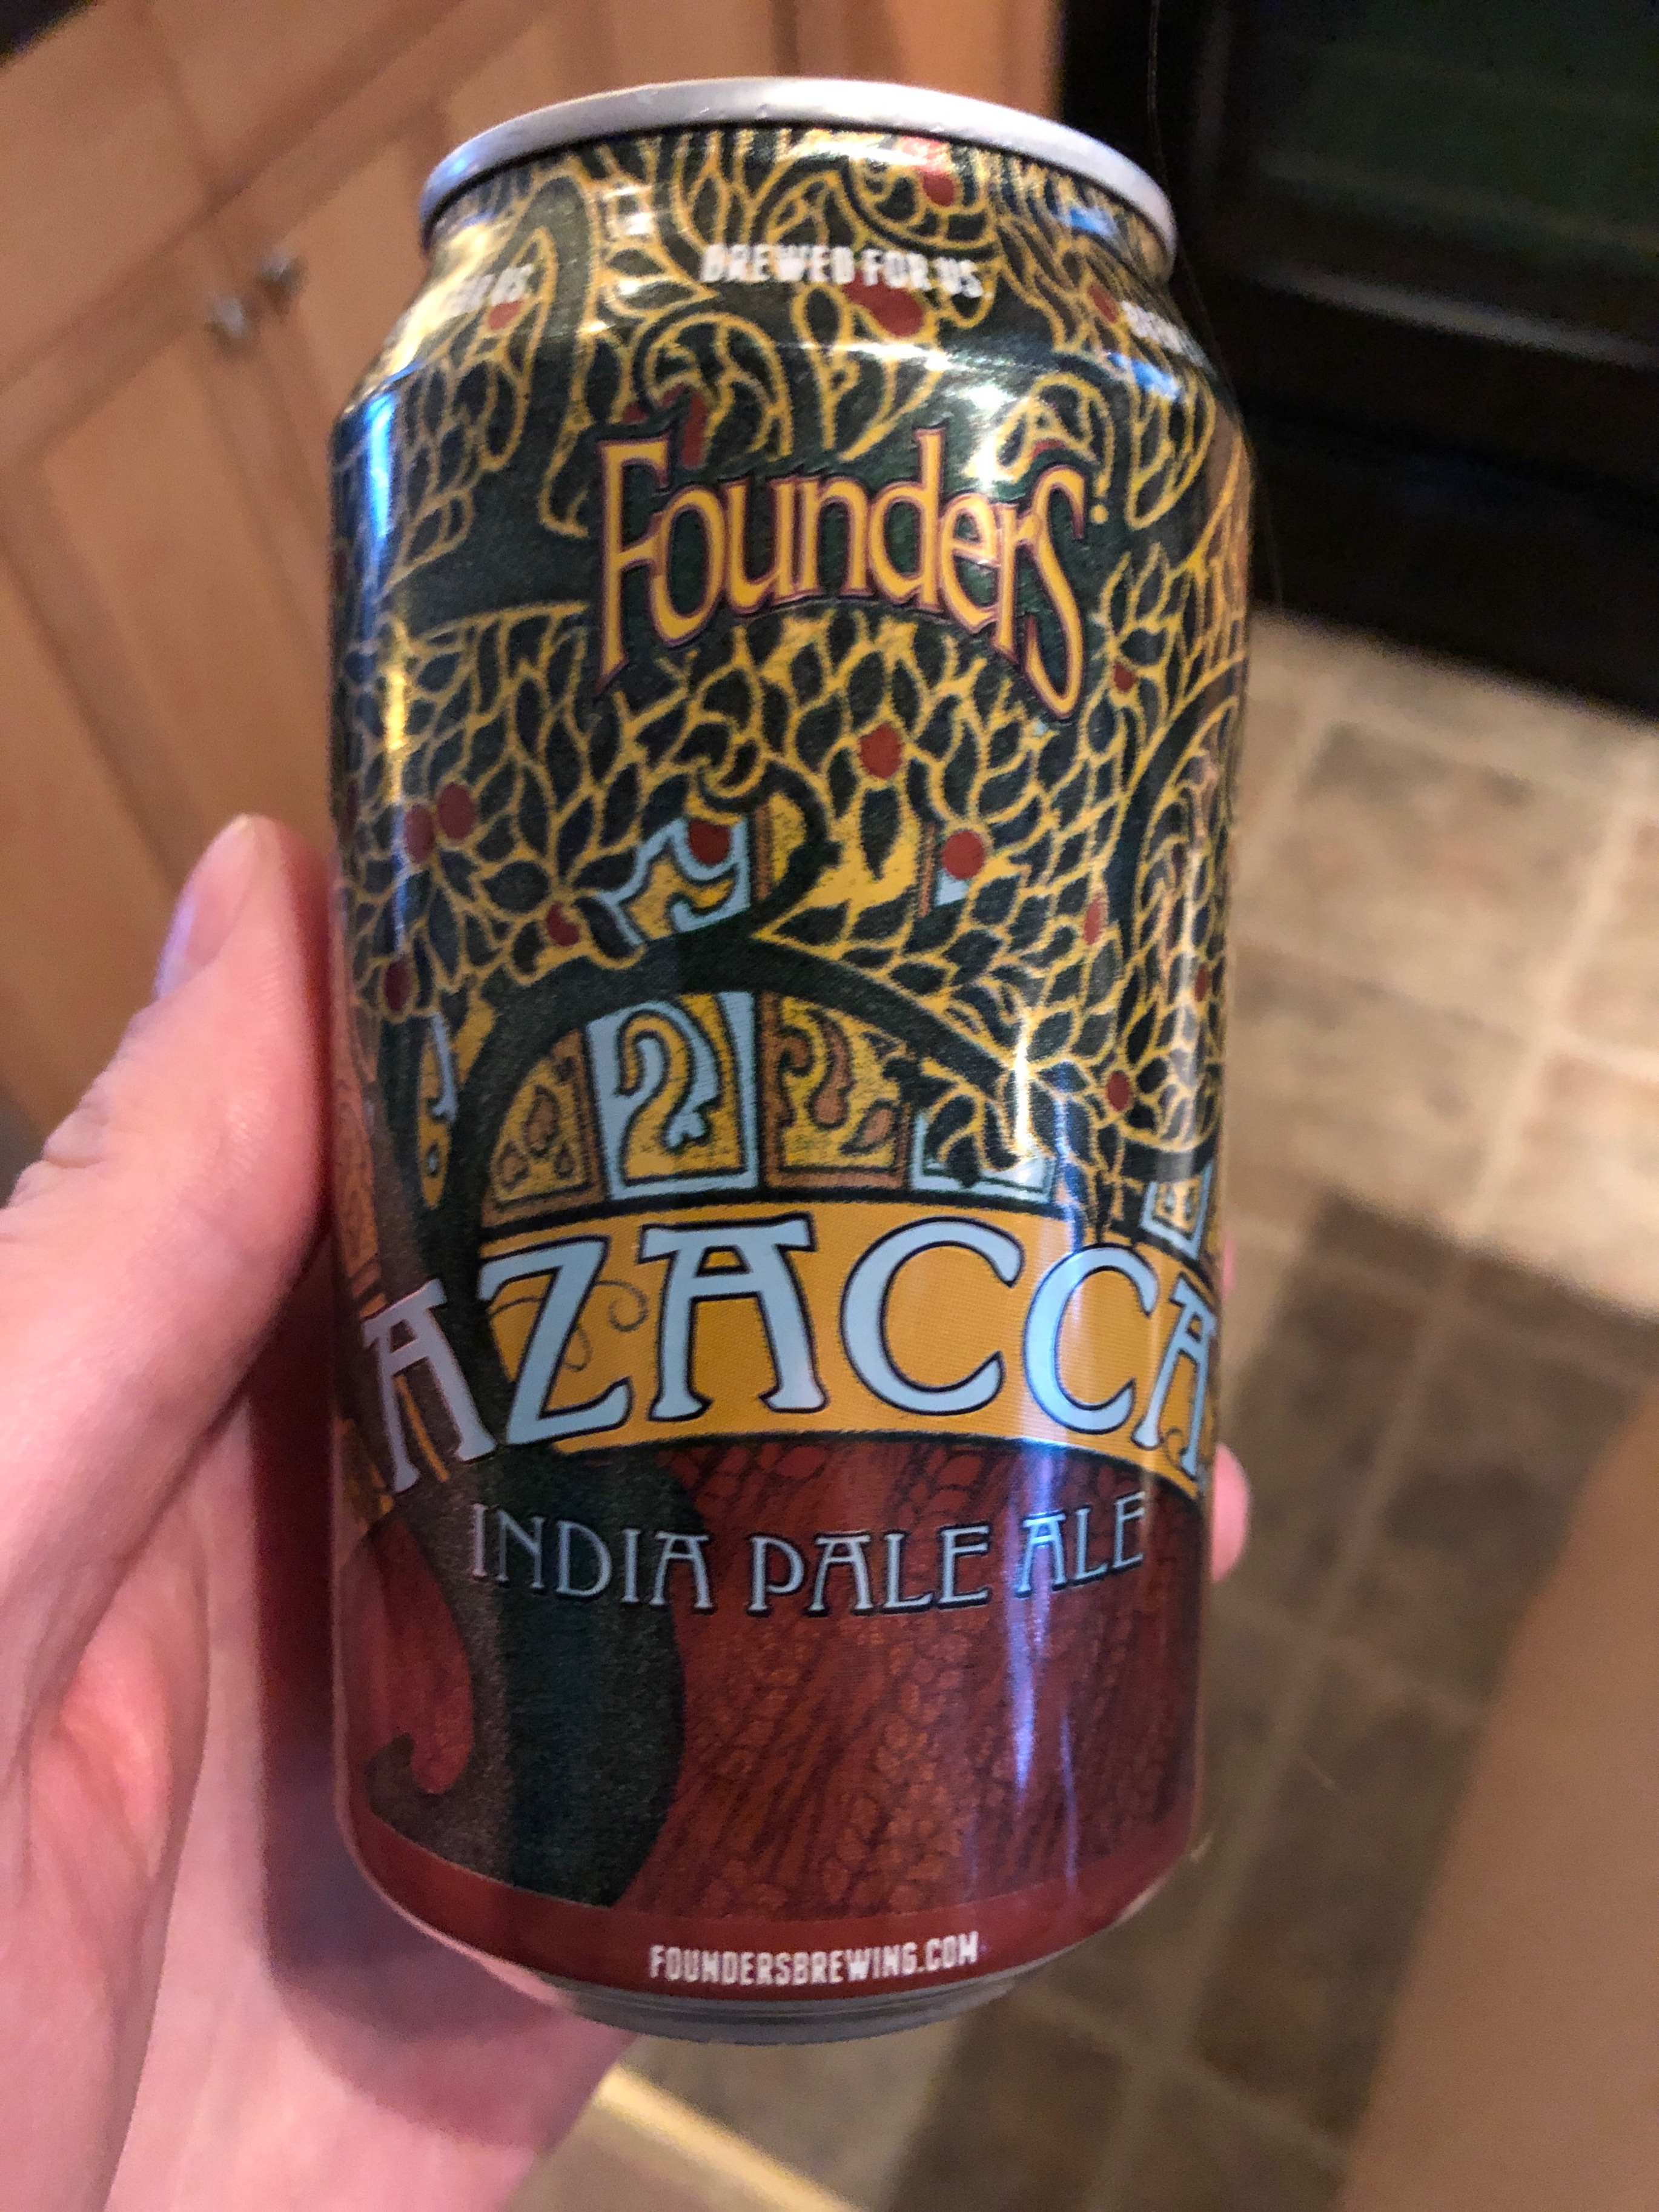 BREWED FOR US.
Founders
AZACCA
INDIA PALE ALE
FOUNDERSBREWING.COM